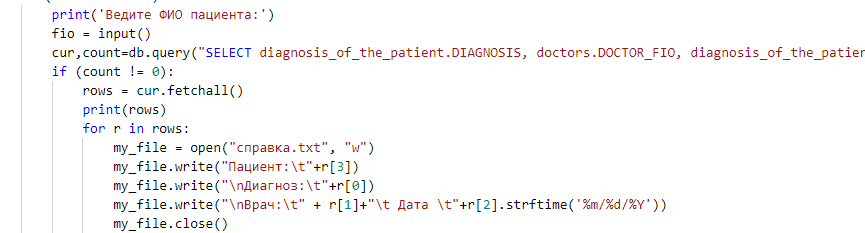 print('Ведите ФИО пациента:')
fio = input()
cur,count=db.query("SELECT diagnosis_of_the_patient.DIAGNOSIS, doctors.DOCTOR_FIO, diagnosis_of_the_patier
if (count != 0):
rows = cur.fetchall()
print(rows)
for r in rows:
my_file = open("справка.txt", "w")
my_file.write("Пациент:\t"+r[3])
my_file.write("\nДиагноз:\t"+r[0])
my_file.write("\nВрач:\t" + r[1]+"\t Дата \t"+r[2].strftime('%m/%d/%Y'))
my_file.close()